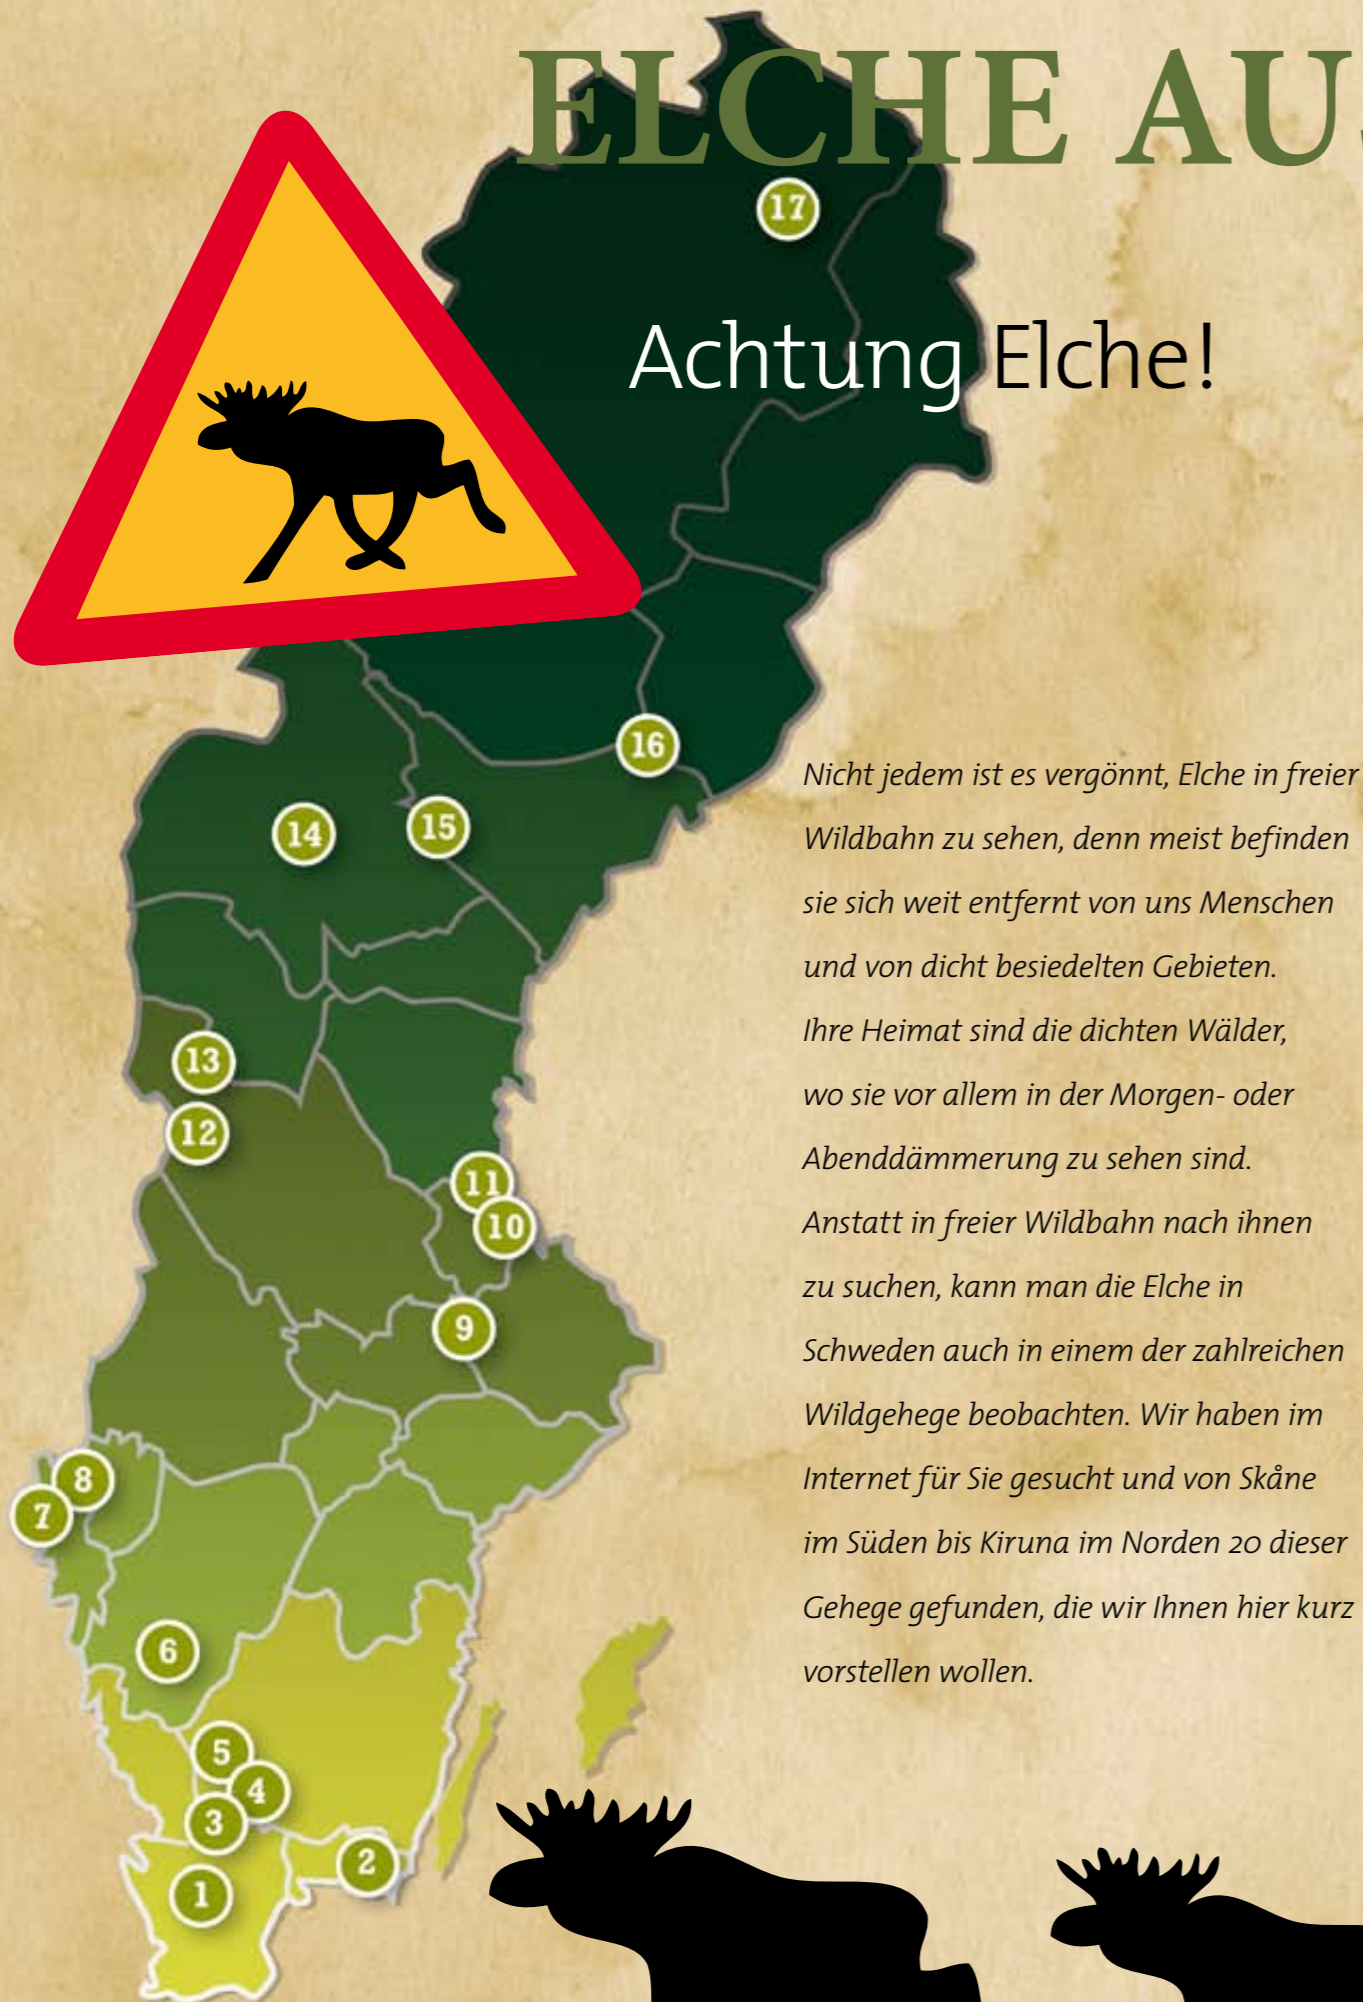 ELCHE AUS
17
Achtung Elche!
16
14
15
Nicht jedem ist es vergönnt, Elche in freier
Wildbahn zu sehen, denn meist befinden
sie sich weit entfernt von uns Menschen
und von dicht besiedelten Gebieten.
Ihre Heimat sind die dichten Wälder,
wo sie vor allem in der Morgen- oder
Abenddämmerung zu sehen sind.
Anstatt in freier Wildbahn nach ihnen
zu suchen, kann man die Elche in
Schweden auch in einem der zahlreichen
Wildgehege beobachten. Wir haben im
Internet für Sie gesucht und von Skåne
im Süden bis Kiruna im Norden 20 dieser
Gehege gefunden, die wir Ihnen hier kurz
vorstellen wollen.
13
12
11
10
9
8
7
6
5
4
3
2
1